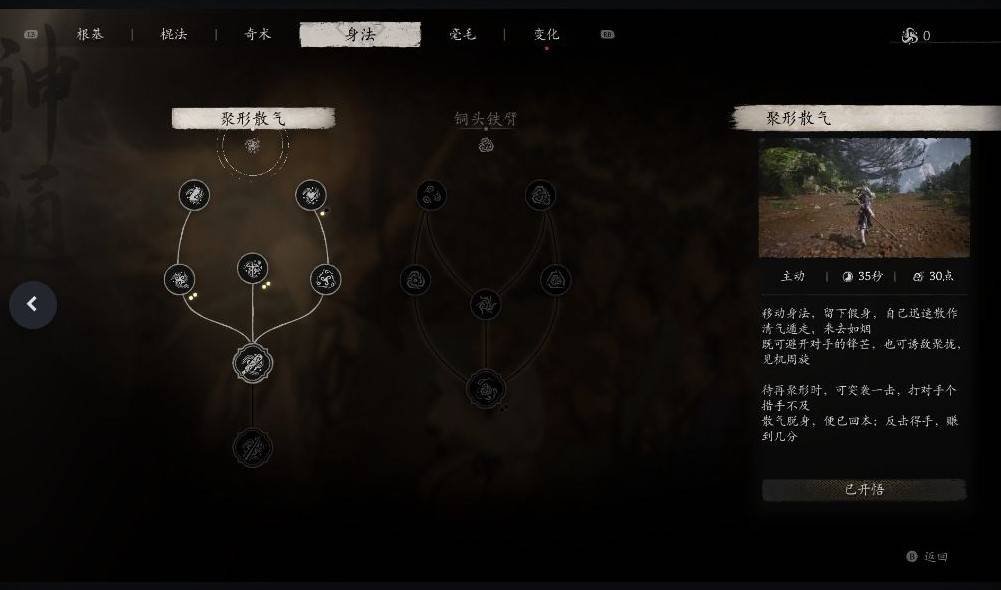 LB
根基
棍法
奇术
身法
毫毛
变化
RB
0
神通
聚形散气
铜头铁臂
聚形散气
主动
35秒
30点
移动身法，留下假身，自己迅速散作
清气遁走，来去如烟
既可避开对手的锋芒，也可诱敌聚拢，
见机周旋
待再聚形时，可突袭一击，打对手个
措手不及
散气脱身，便已回本；反击得手，赚
到几分
已开悟
B 返回